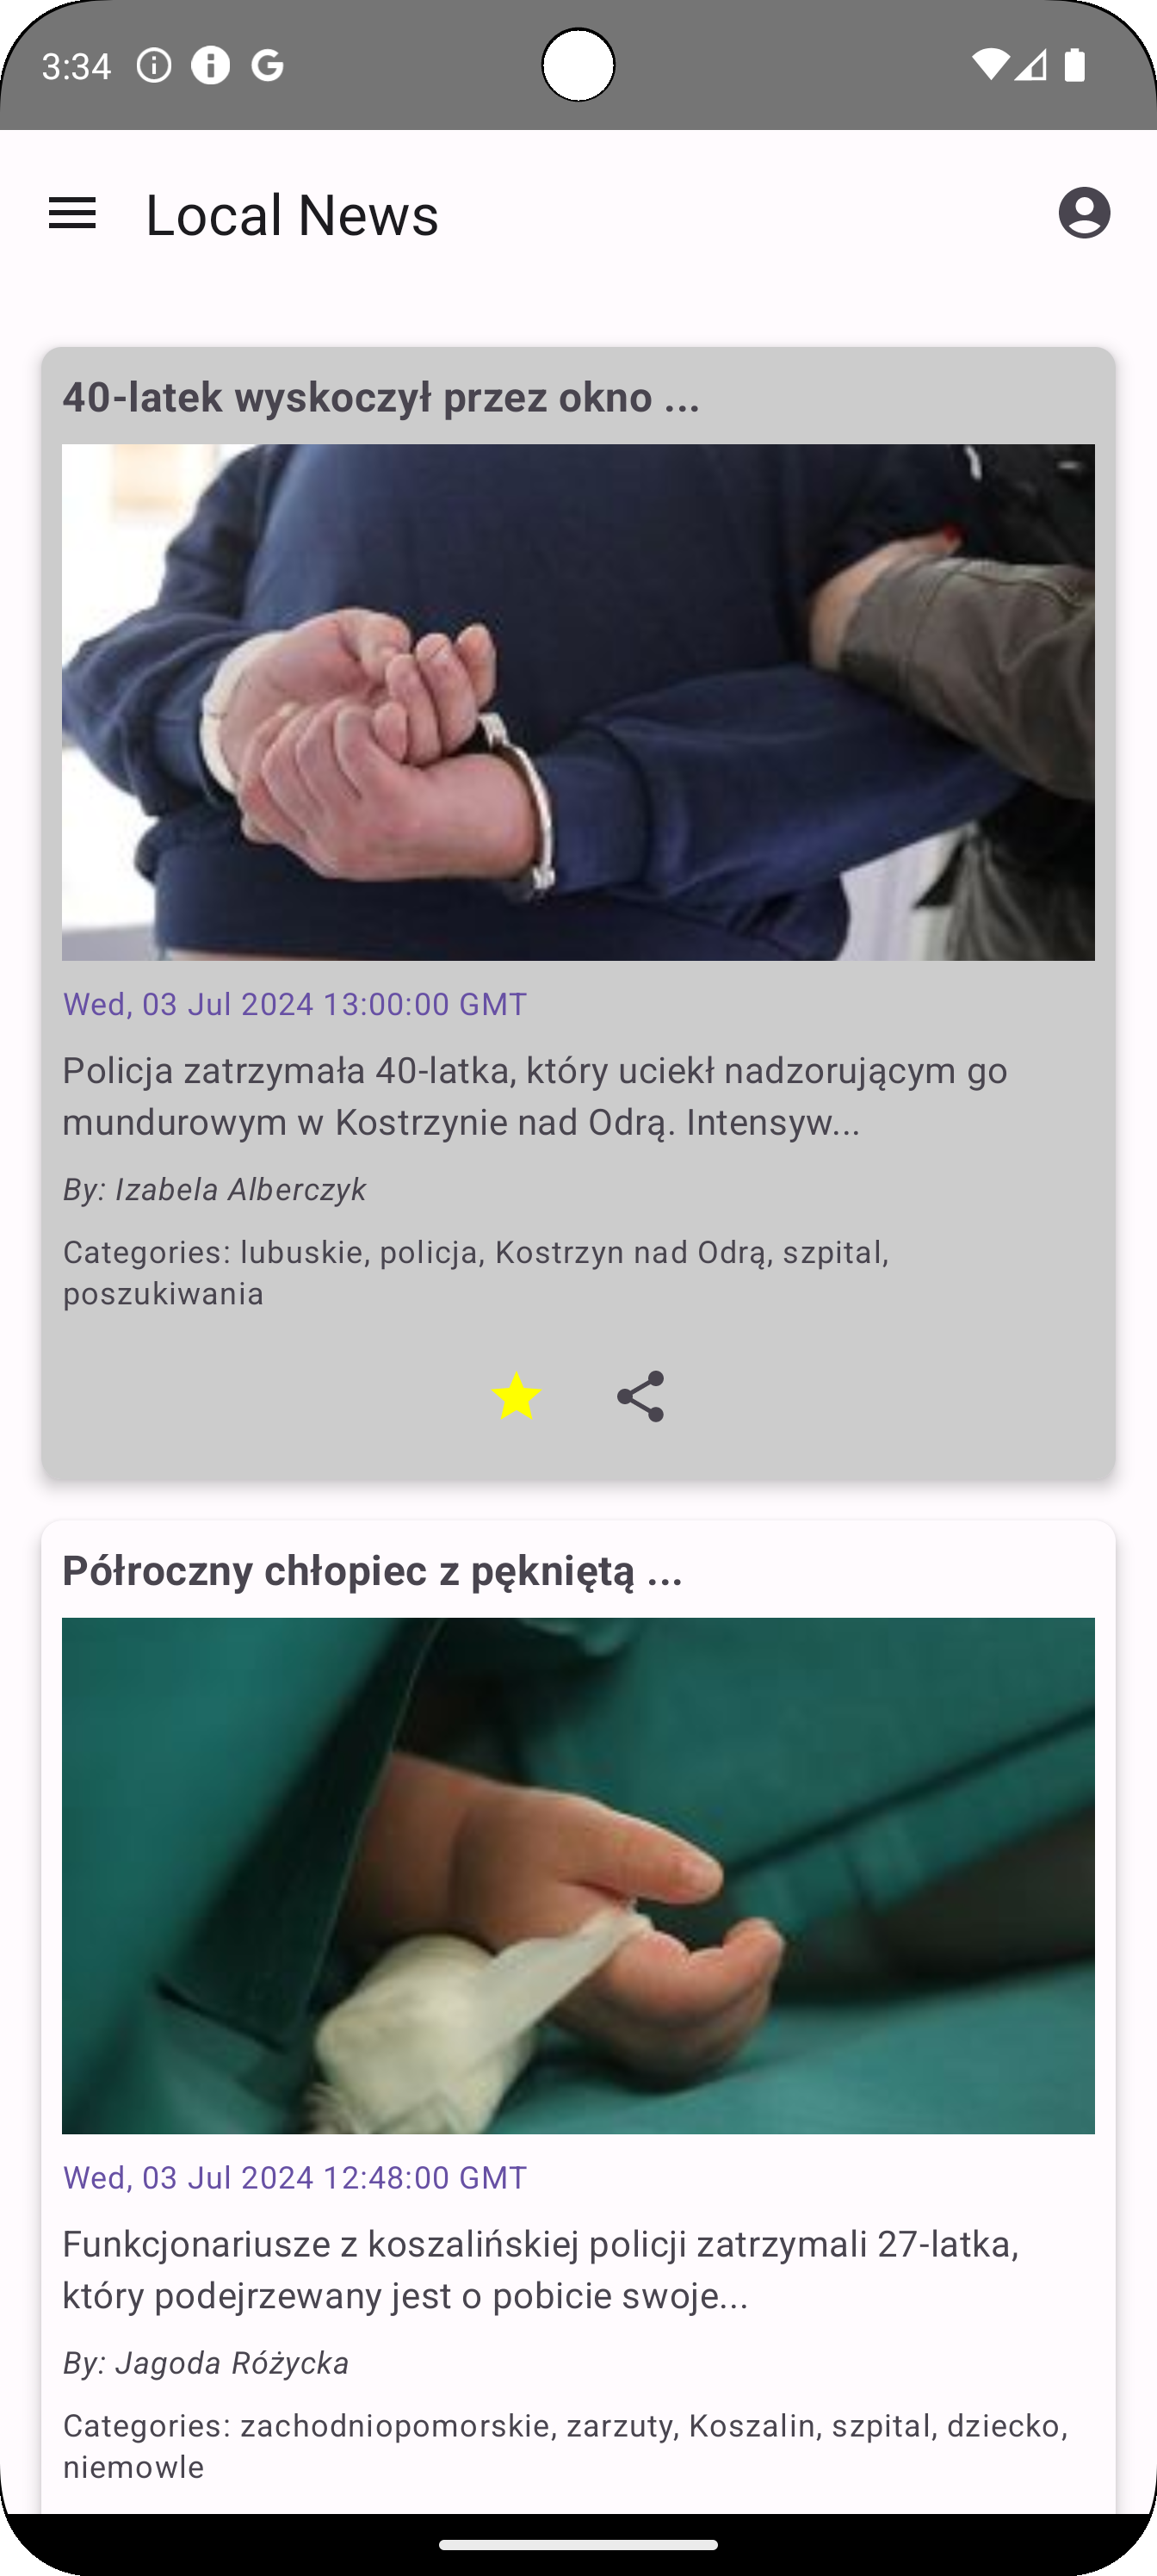 3:34
Local News
40-latek wyskoczył przez okno ...
Wed, 03 Jul 2024 13:00:00 GMT
Policja zatrzymała 40-latka, który uciekł nadzorującym go
mundurowym w Kostrzynie nad Odrą. Intensyw...
By: Izabela Alberczyk
Categories: lubuskie, policja, Kostrzyn nad Odrą, szpital,
poszukiwania
Półroczny chłopiec z pękniętą ...
Wed, 03 Jul 2024 12:48:00 GMT
Funkcjonariusze z koszalińskiej policji zatrzymali 27-latka,
który podejrzewany jest o pobicie swoje...
By: Jagoda Różycka
Categories: zachodniopomorskie, zarzuty, Koszalin, szpital, dziecko,
niemowle